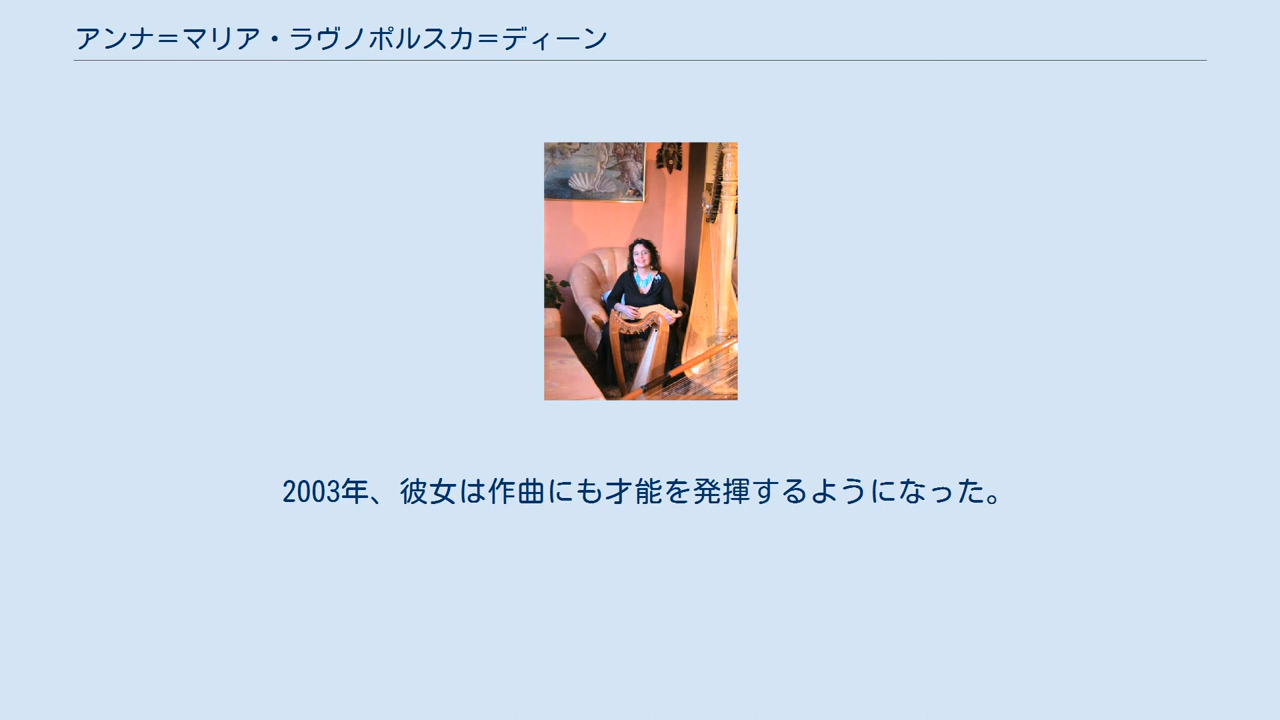 アンナ＝マリア・ラヴノポルスカ＝ディーン
2003年、彼女は作曲にも才能を発揮するようになった。